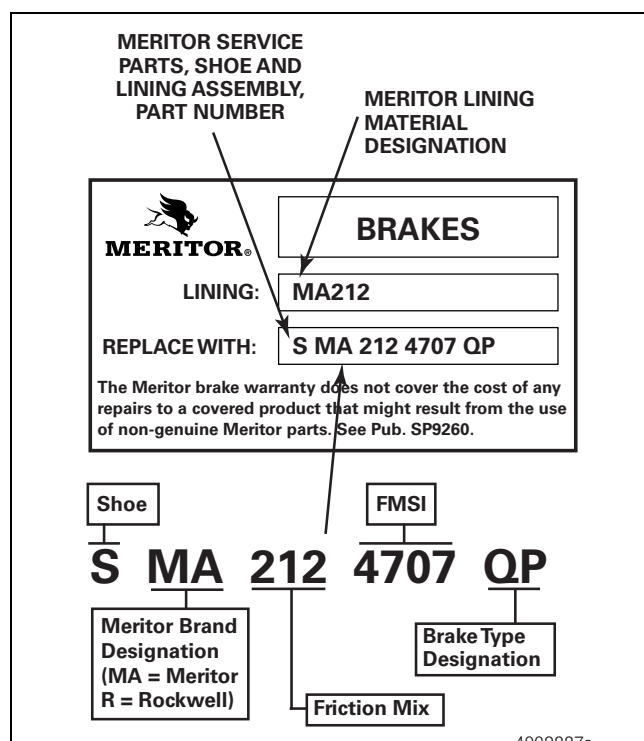 MERITOR SERVICE
PARTS, SHOE AND
LINING ASSEMBLY,
PART NUMBER
MERITOR LINING
MATERIAL
DESIGNATION
MERITOR®
BRAKES
LINING: MA212
REPLACE WITH: S MA 212 4707 QP
The Meritor brake warranty does not cover the cost of any
repairs to a covered product that might result from the use
of non-genuine Meritor parts. See Pub. SP9260.
Shoe
FMSI
S MA 212 4707 QP
Meritor Brand
Designation
(MA = Meritor
R = Rockwell)
Brake Type
Designation
Friction Mix